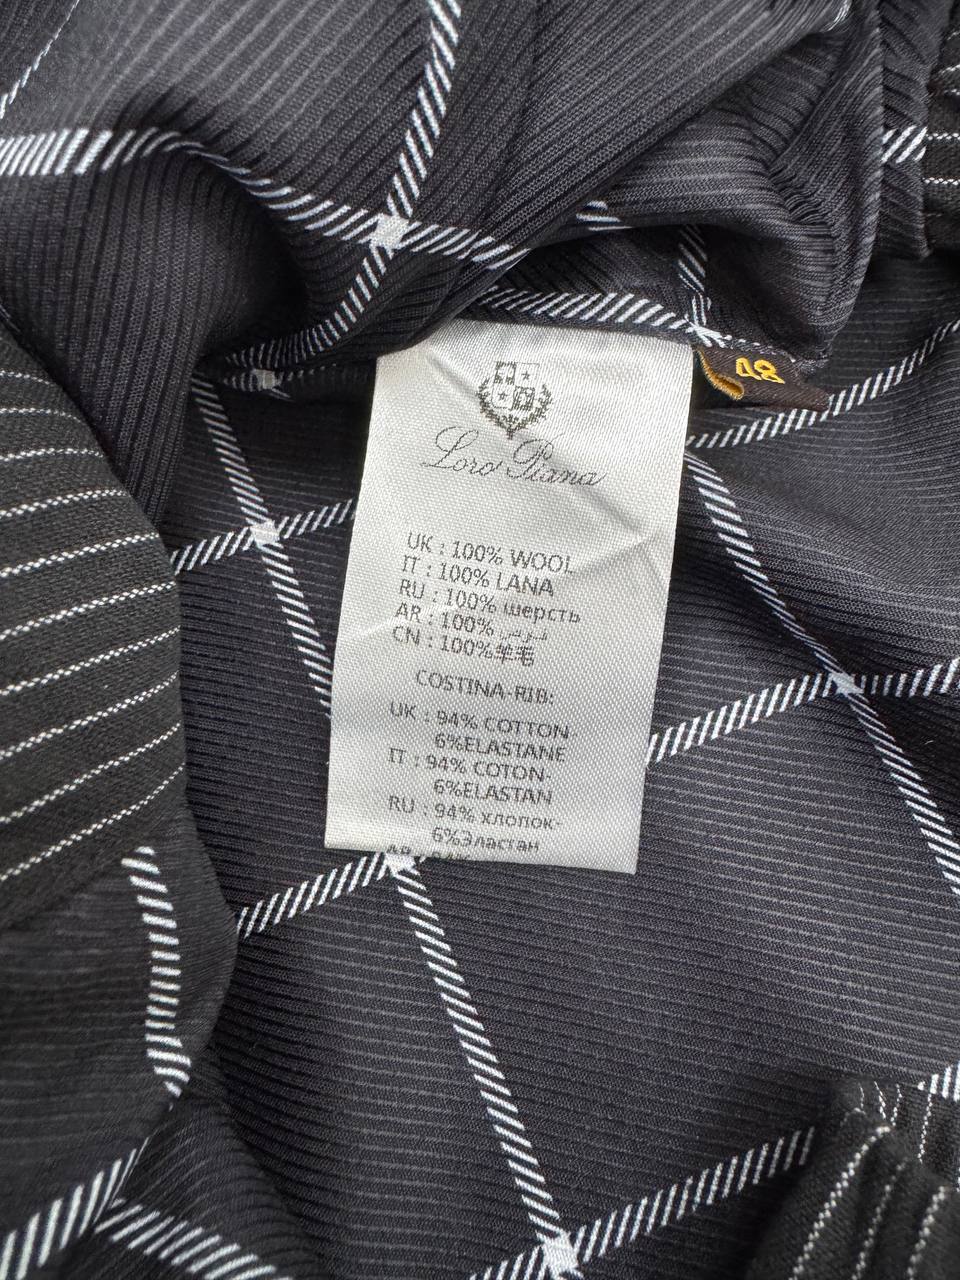 48
Loro Piana
UK : 100% WOOL
IT : 100% LANA
RU : 100% шерсть
AR : 100%
CN : 100%羊毛
COSTINA-RIB:
UK : 94% COTTON-
6%ELASTANE
IT : 94% COTON-
6%ELASTAN
RU : 94% хлопок-
6%Эластан